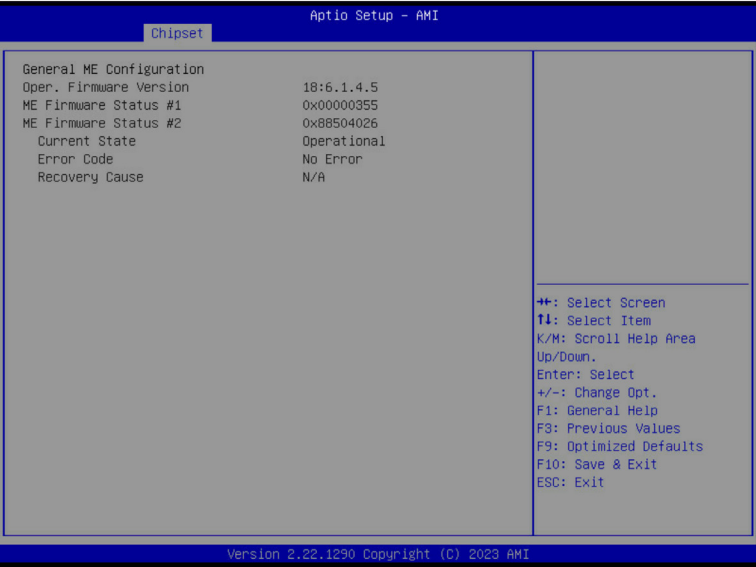 Aptio Setup - AMI
Chipset
General ME Configuration
Oper. Firmware Version 18:6.1.4.5
ME Firmware Status #1 0x00000355
ME Firmware Status #2 0x88504026
Current State Operational
Error Code No Error
Recovery Cause N/A
→←: Select Screen
↑↓: Select Item
K/M: Scroll Help Area
Up/Down.
Enter: Select
+/-: Change Opt.
F1: General Help
F3: Previous Values
F9: Optimized Defaults
F10: Save & Exit
ESC: Exit
Version 2.22.1290 Copyright (C) 2023 AMI